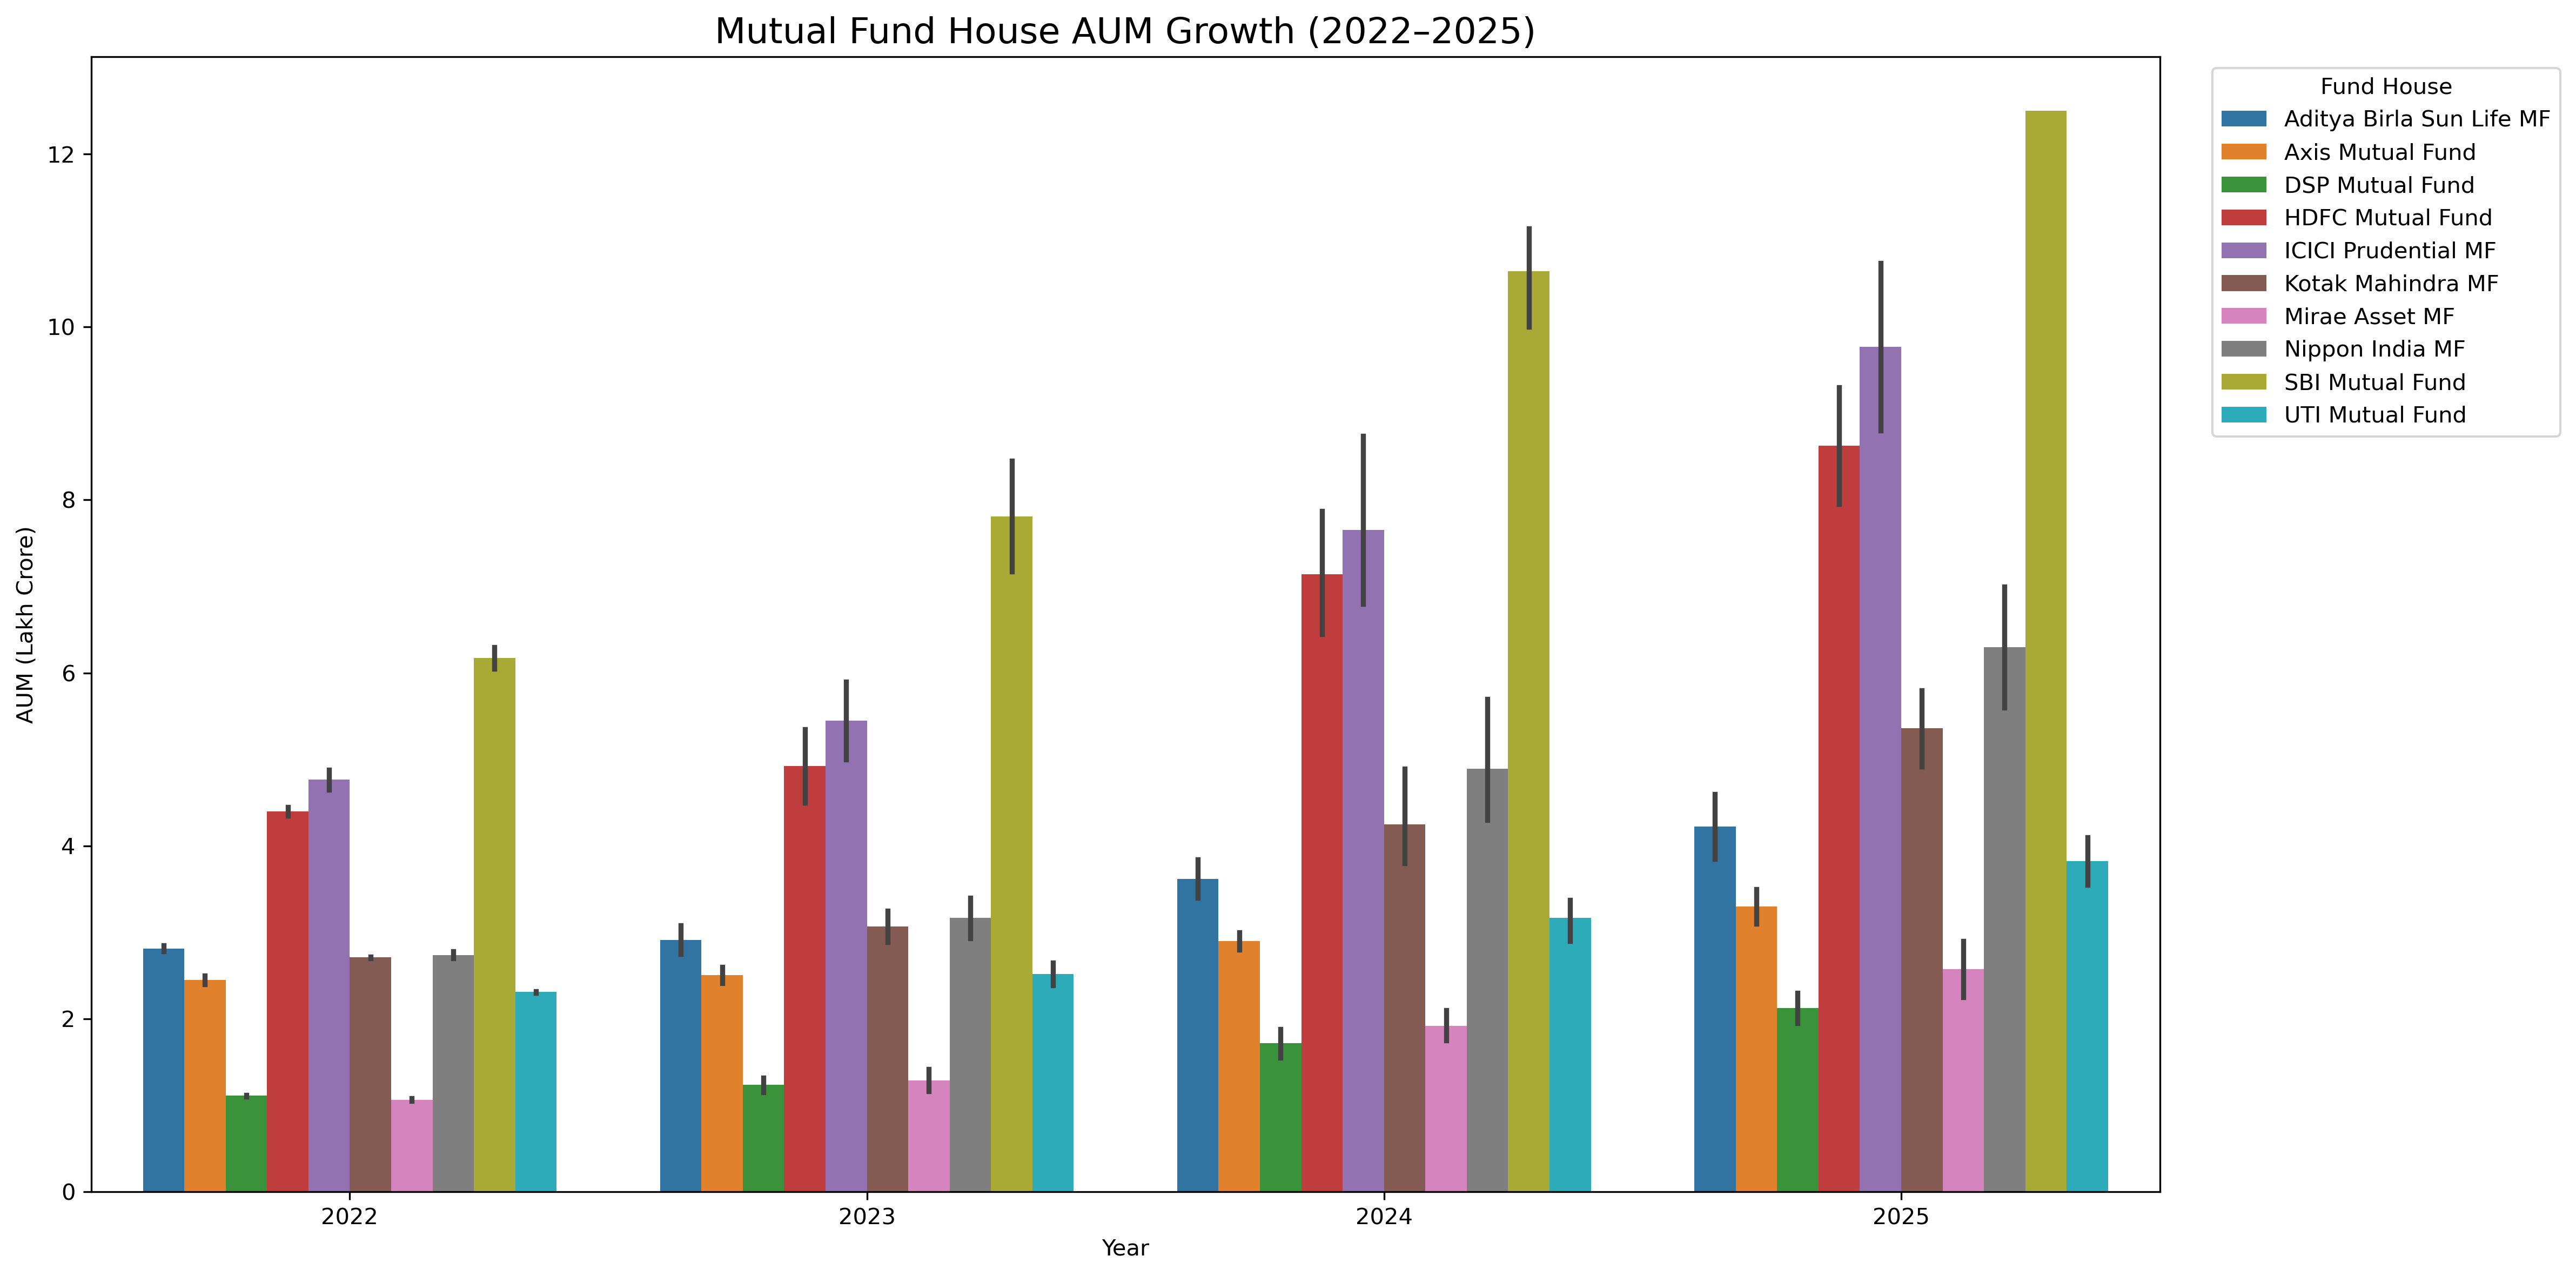 Mutual Fund House AUM Growth (2022–2025)
Fund House
Aditya Birla Sun Life MF
Axis Mutual Fund
DSP Mutual Fund
HDFC Mutual Fund
ICICI Prudential MF
Kotak Mahindra MF
Mirae Asset MF
Nippon India MF
SBI Mutual Fund
UTI Mutual Fund
AUM (Lakh Crore)
12
10
8
6
4
2
0
2022 2023 2024 2025
Year